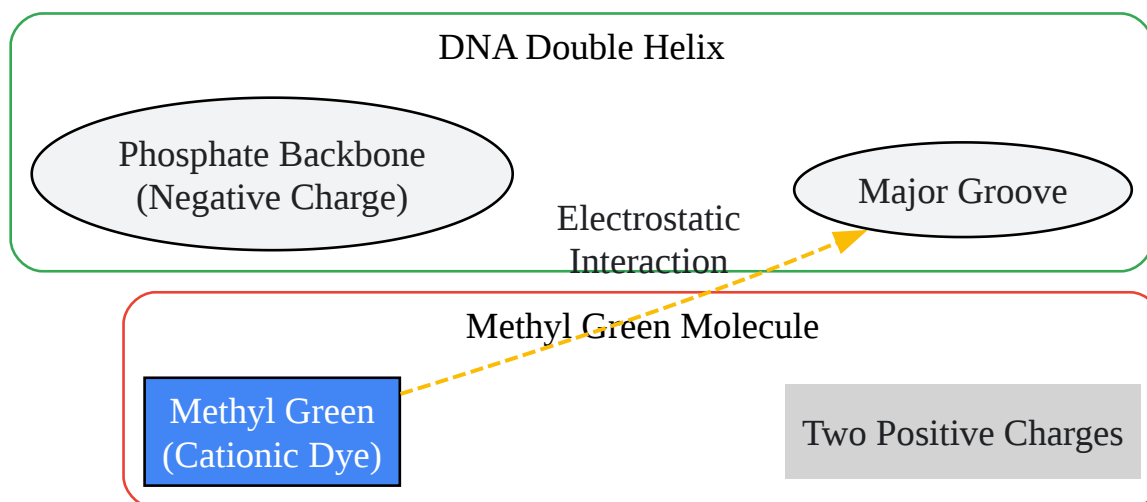 DNA Double Helix
Phosphate Backbone
(Negative Charge)
Major Groove
Electrostatic
Interaction
Methyl Green Molecule
Methyl Green
(Cationic Dye)
Two Positive Charges